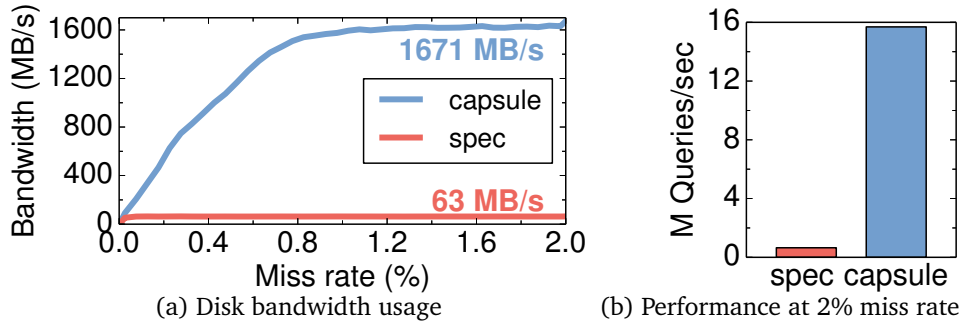 Bandwidth (MB/s)
1600
1200
800
400
0
1671 MB/s
capsule
spec
63 MB/s
0.0 0.4 0.8 1.2 1.6 2.0
Miss rate (%)
(a) Disk bandwidth usage
M Queries/sec
16
12
8
4
0
spec capsule
(b) Performance at 2% miss rate